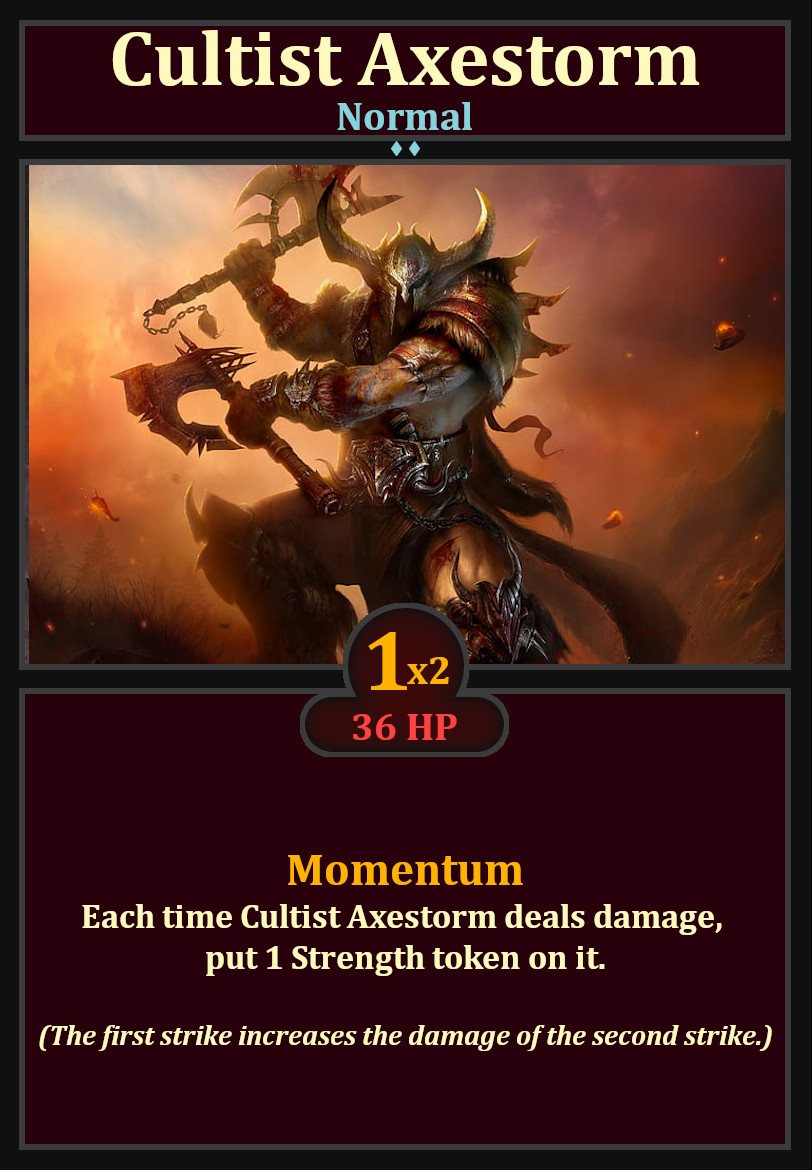 Cultist Axestorm
Normal
1x2
36 HP
Momentum
Each time Cultist Axestorm deals damage,
put 1 Strength token on it.
(The first strike increases the damage of the second strike.)